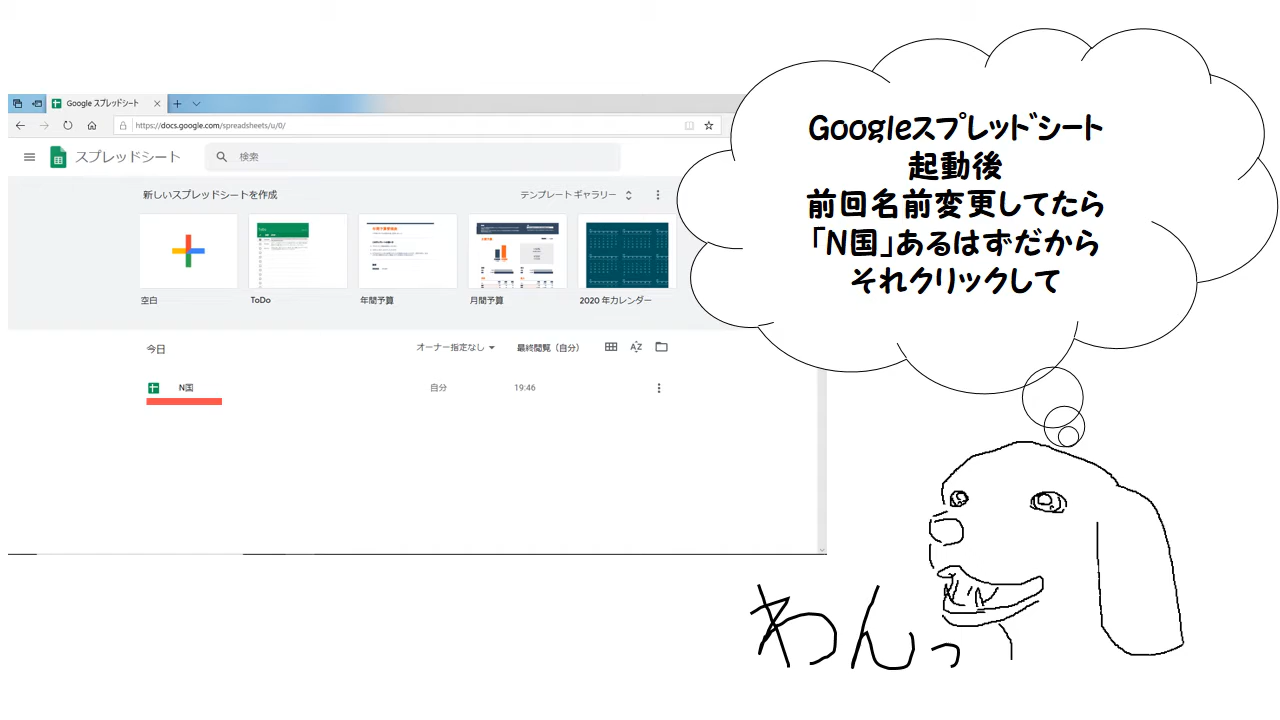 Google スプレッドシート
https://docs.google.com/spreadsheets/u/0/
スプレッドシート
検索
新しいスプレッドシートを作成
テンプレート ギャラリー
空白
ToDo
年間予算
月間予算
2020 年カレンダー
今日
オーナー指定なし
最終閲覧（自分）
AZ
N国
自分
19:46
Googleスプレッドシート
起動後
前回名前変更してたら
「N国」あるはずだから
それクリックして
わんっ